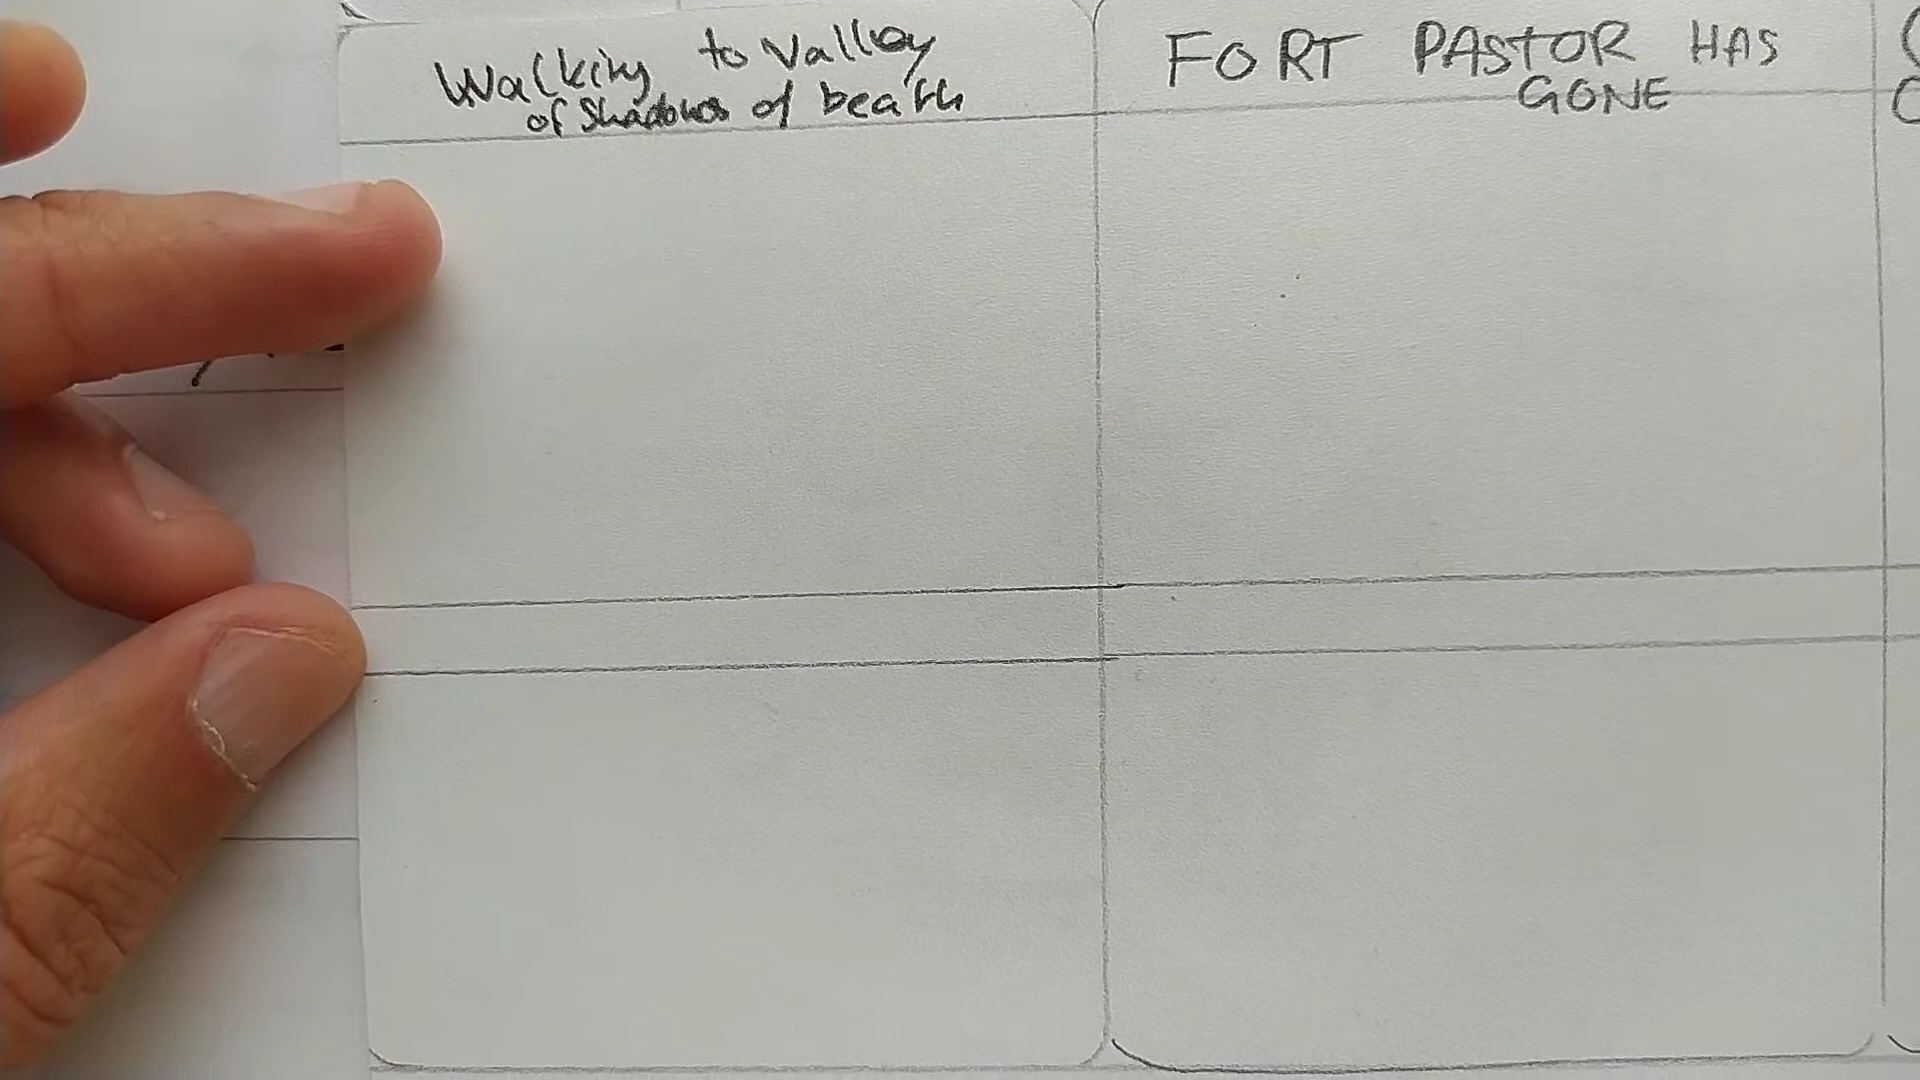 Walking to Valley
of Shadows of Death
FORT PASTOR HAS
GONE